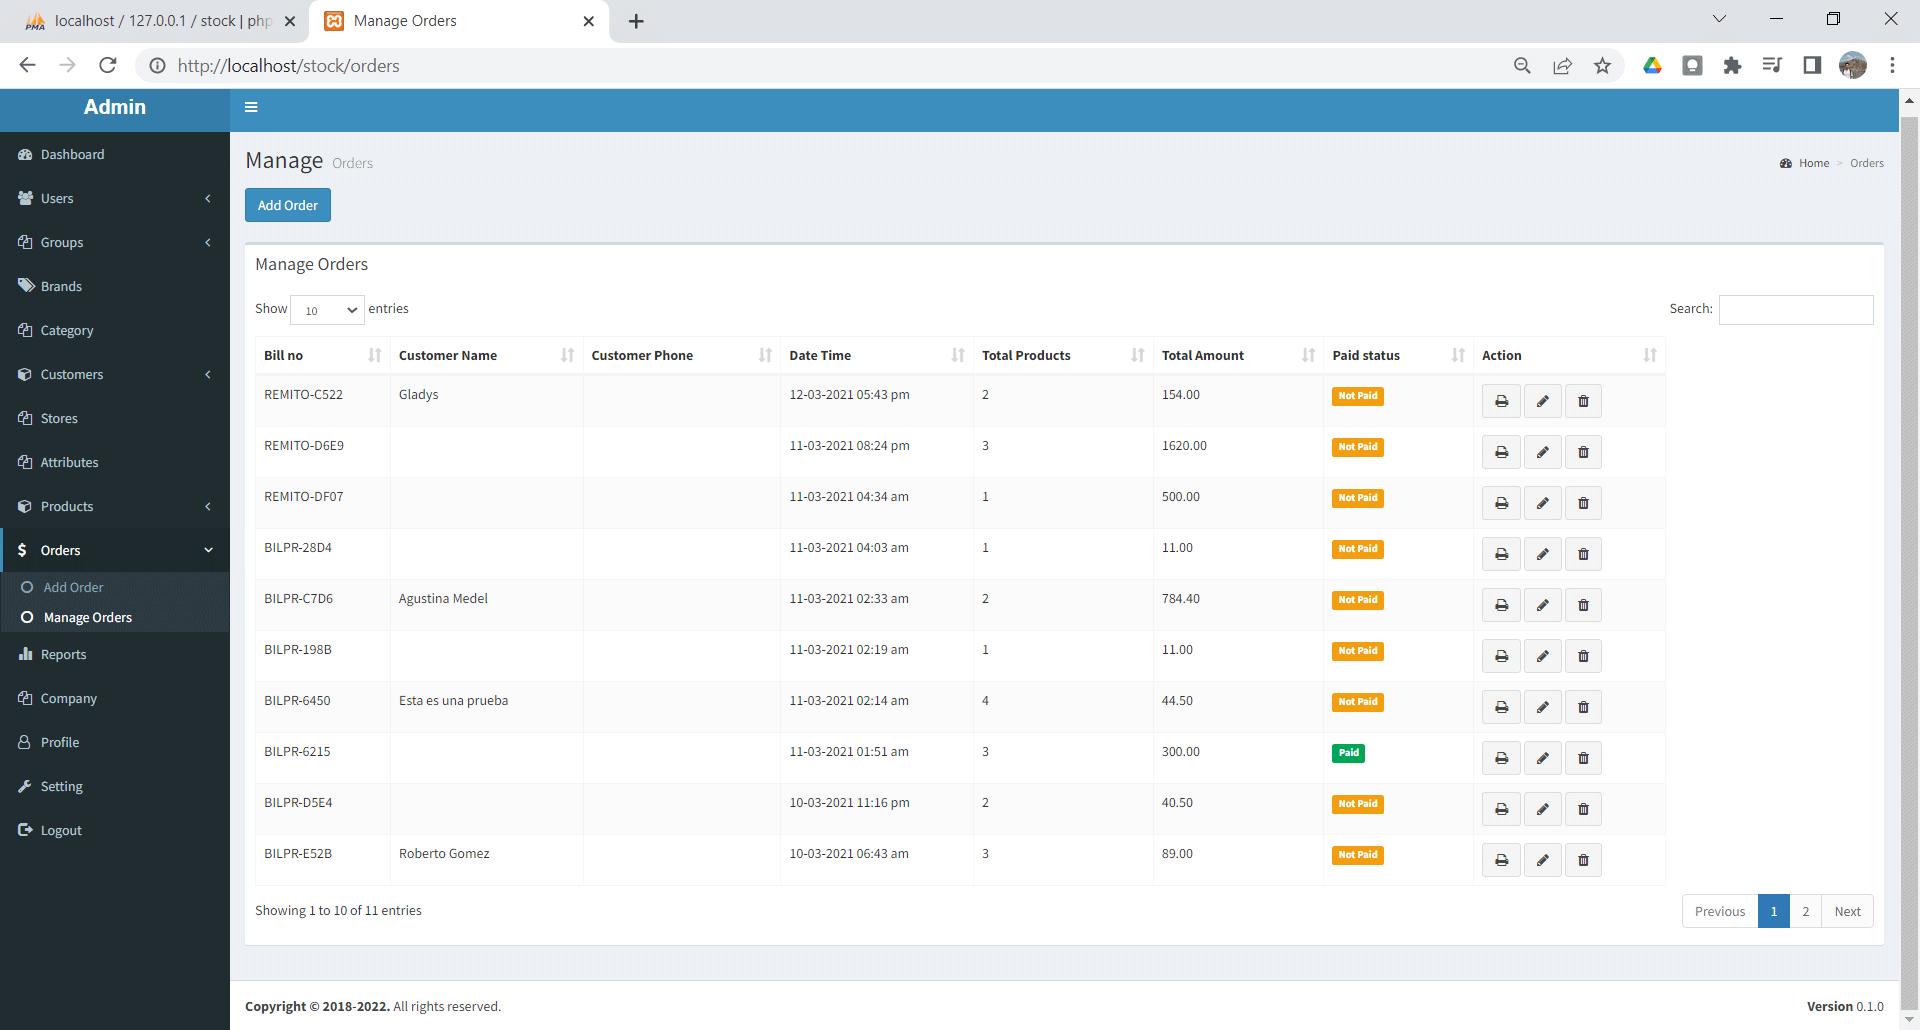 localhost / 127.0.0.1 / stock | php
Manage Orders
http://localhost/stock/orders
Admin
Dashboard
Users
Groups
Brands
Category
Customers
Stores
Attributes
Products
Orders
Add Order
Manage Orders
Reports
Company
Profile
Setting
Logout
Manage Orders
Home > Orders
Add Order
Manage Orders
Show 10 entries
Search:
Bill no Customer Name Customer Phone Date Time Total Products Total Amount Paid status Action
REMITO-C522 Gladys 12-03-2021 05:43 pm 2 154.00 Not Paid
REMITO-D6E9 11-03-2021 08:24 pm 3 1620.00 Not Paid
REMITO-DF07 11-03-2021 04:34 am 1 500.00 Not Paid
BILPR-28D4 11-03-2021 04:03 am 1 11.00 Not Paid
BILPR-C7D6 Agustina Medel 11-03-2021 02:33 am 2 784.40 Not Paid
BILPR-198B 11-03-2021 02:19 am 1 11.00 Not Paid
BILPR-6450 Esta es una prueba 11-03-2021 02:14 am 4 44.50 Not Paid
BILPR-6215 11-03-2021 01:51 am 3 300.00 Paid
BILPR-D5E4 10-03-2021 11:16 pm 2 40.50 Not Paid
BILPR-E52B Roberto Gomez 10-03-2021 06:43 am 3 89.00 Not Paid
Showing 1 to 10 of 11 entries
Previous 1 2 Next
Copyright © 2018-2022. All rights reserved.
Version 0.1.0